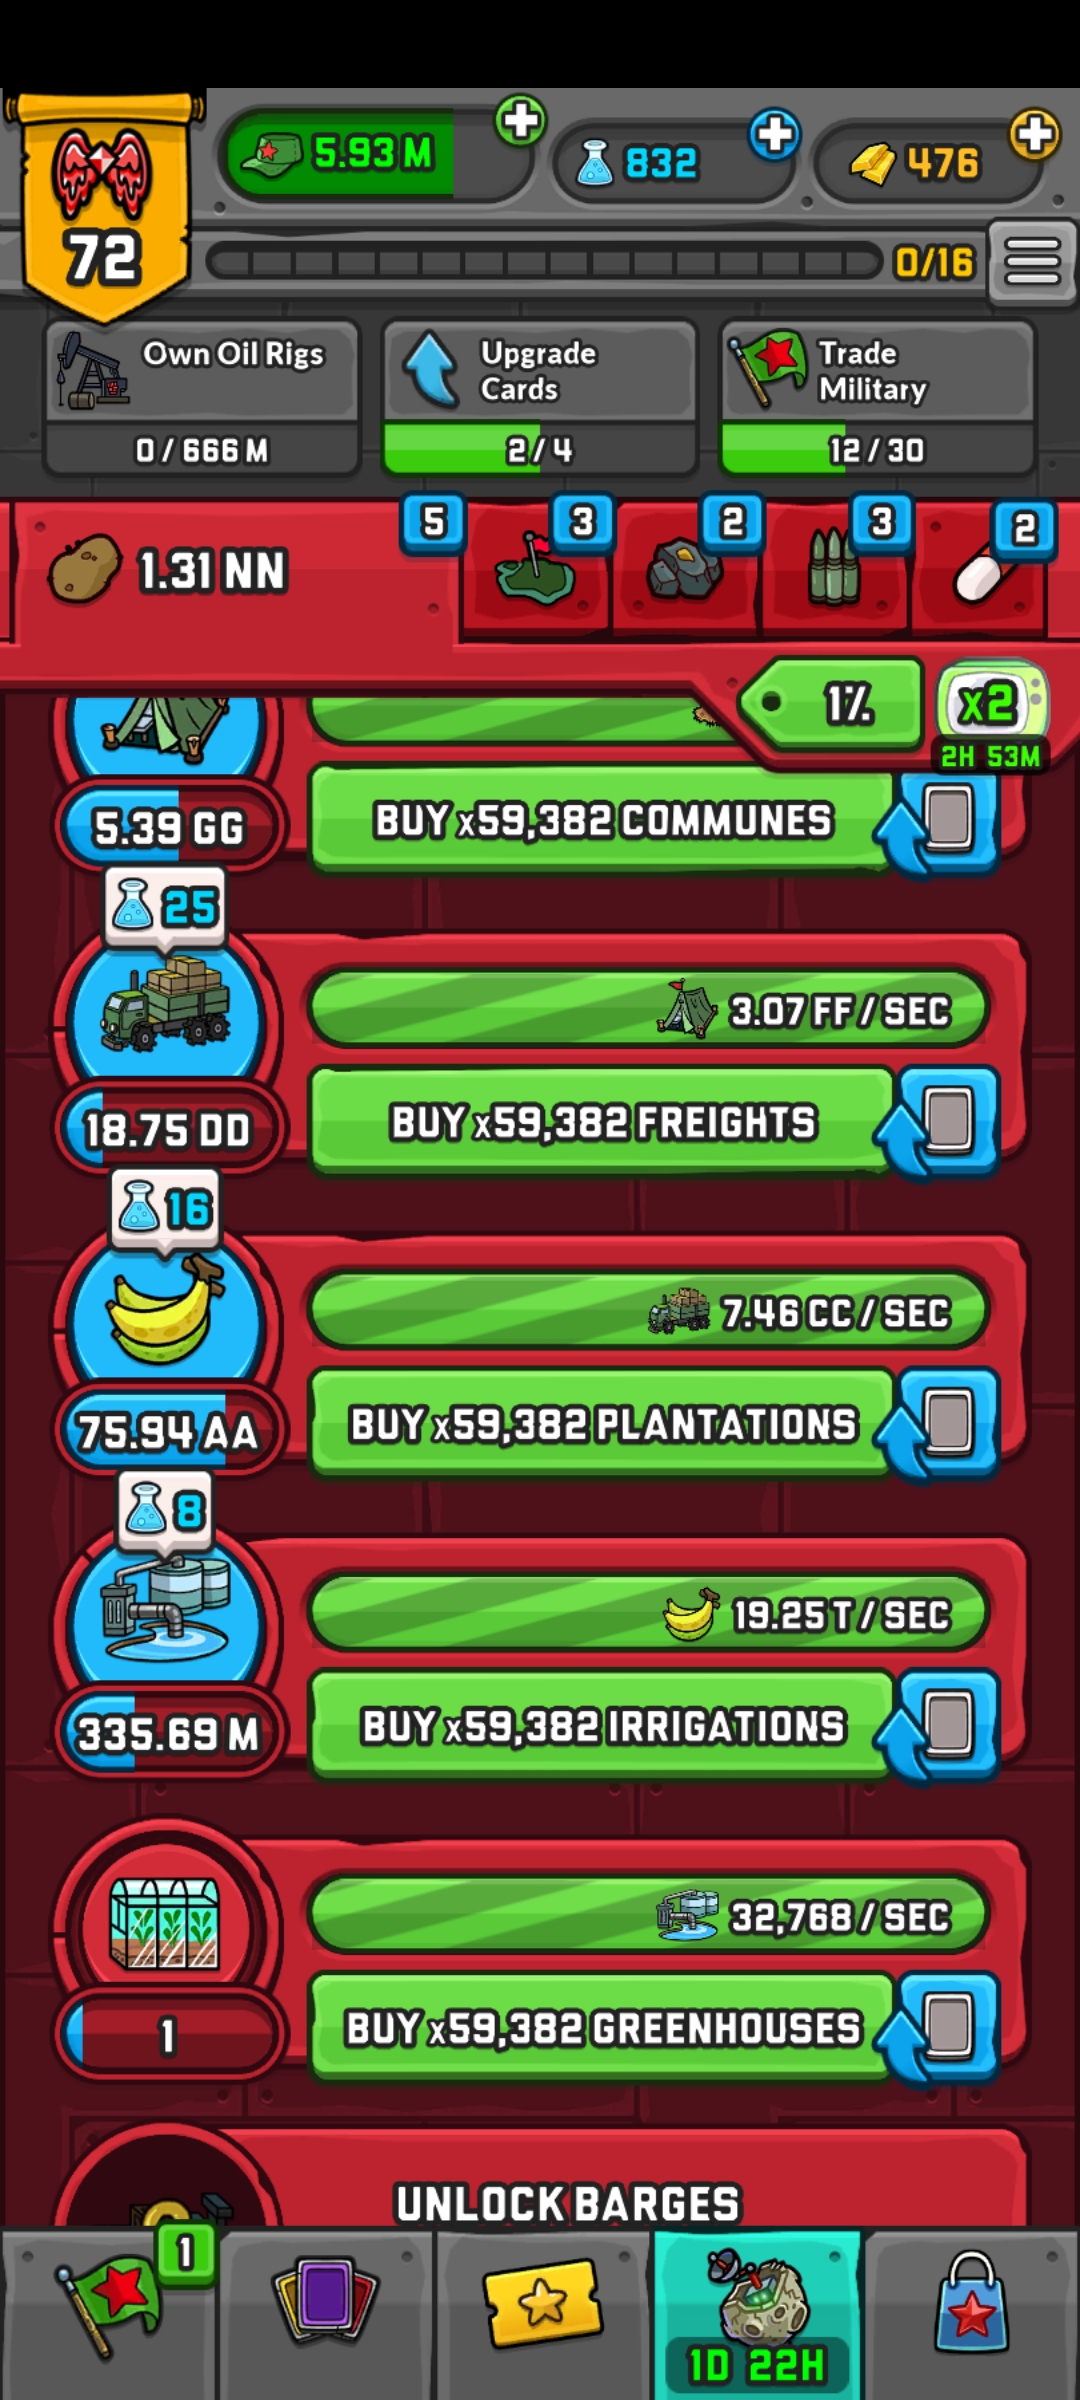 72
5.93 M
832
476
0/16
Own Oil Rigs
0 / 666 M
Upgrade
Cards
2 / 4
Trade
Military
12 / 30
1.31 NN
5
3
2
3
2
1%
x2
2H 53M
5.39 GG
BUY x59,382 COMMUNES
25
3.07 FF / SEC
18.75 DD
BUY x59,382 FREIGHTS
16
7.46 CC / SEC
75.94 AA
BUY x59,382 PLANTATIONS
8
19.25 T / SEC
335.69 M
BUY x59,382 IRRIGATIONS
32,768 / SEC
1
BUY x59,382 GREENHOUSES
UNLOCK BARGES
1
1D 22H